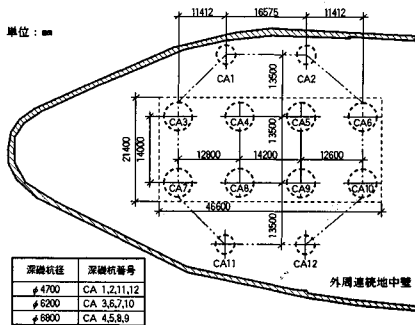 11412 16575 11412
単位：mm
CA1 CA2
13500
CA3 CA4 CA5 CA6
13500
21400
14000
12800 14200 12600
CA7 CA8 CA9 CA10
46600
13500
CA11 CA12
外周連続地中壁
深礎杭径 深礎杭番号
φ4700 CA 1,2,11,12
φ6200 CA 3,6,7,10
φ6800 CA 4,5,8,9